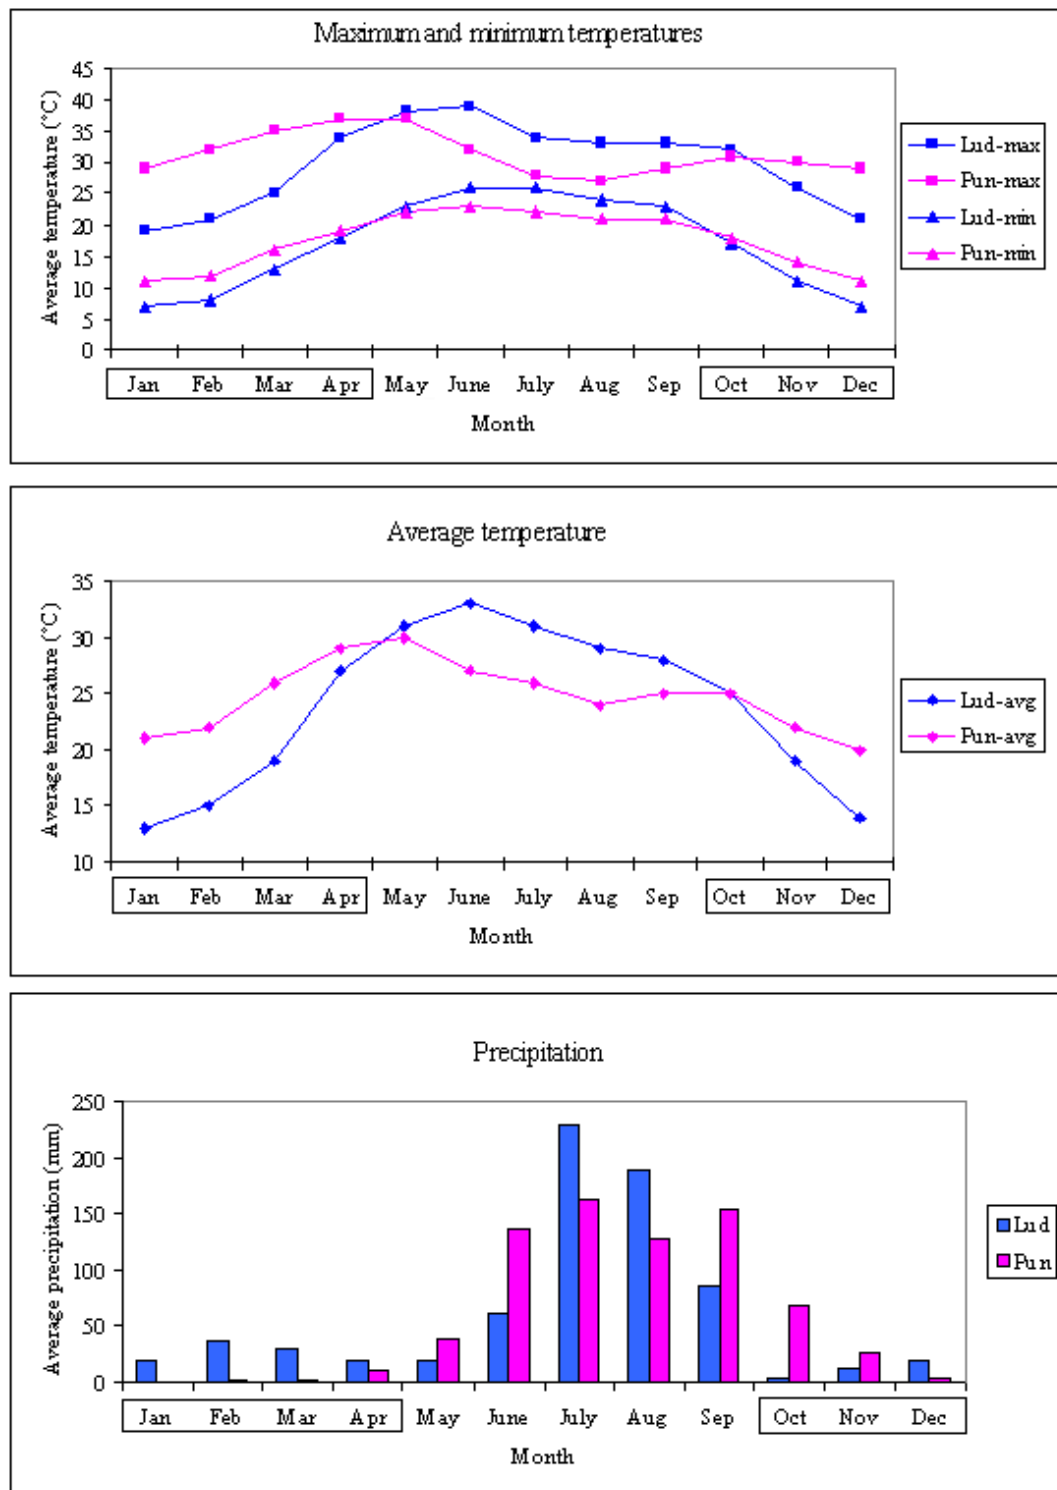 Maximum and minimum temperatures
Average temperature (°C)
45
40
35
30
25
20
15
10
5
0
Jan Feb Mar Apr May June July Aug Sep Oct Nov Dec
Month
Lud-max
Pun-max
Lud-min
Pun-min
Average temperature
Average temperature (°C)
35
30
25
20
15
10
Jan Feb Mar Apr May June July Aug Sep Oct Nov Dec
Month
Lud-avg
Pun-avg
Precipitation
Average precipitation (mm)
250
200
150
100
50
0
Jan Feb Mar Apr May June July Aug Sep Oct Nov Dec
Month
Lud
Pun